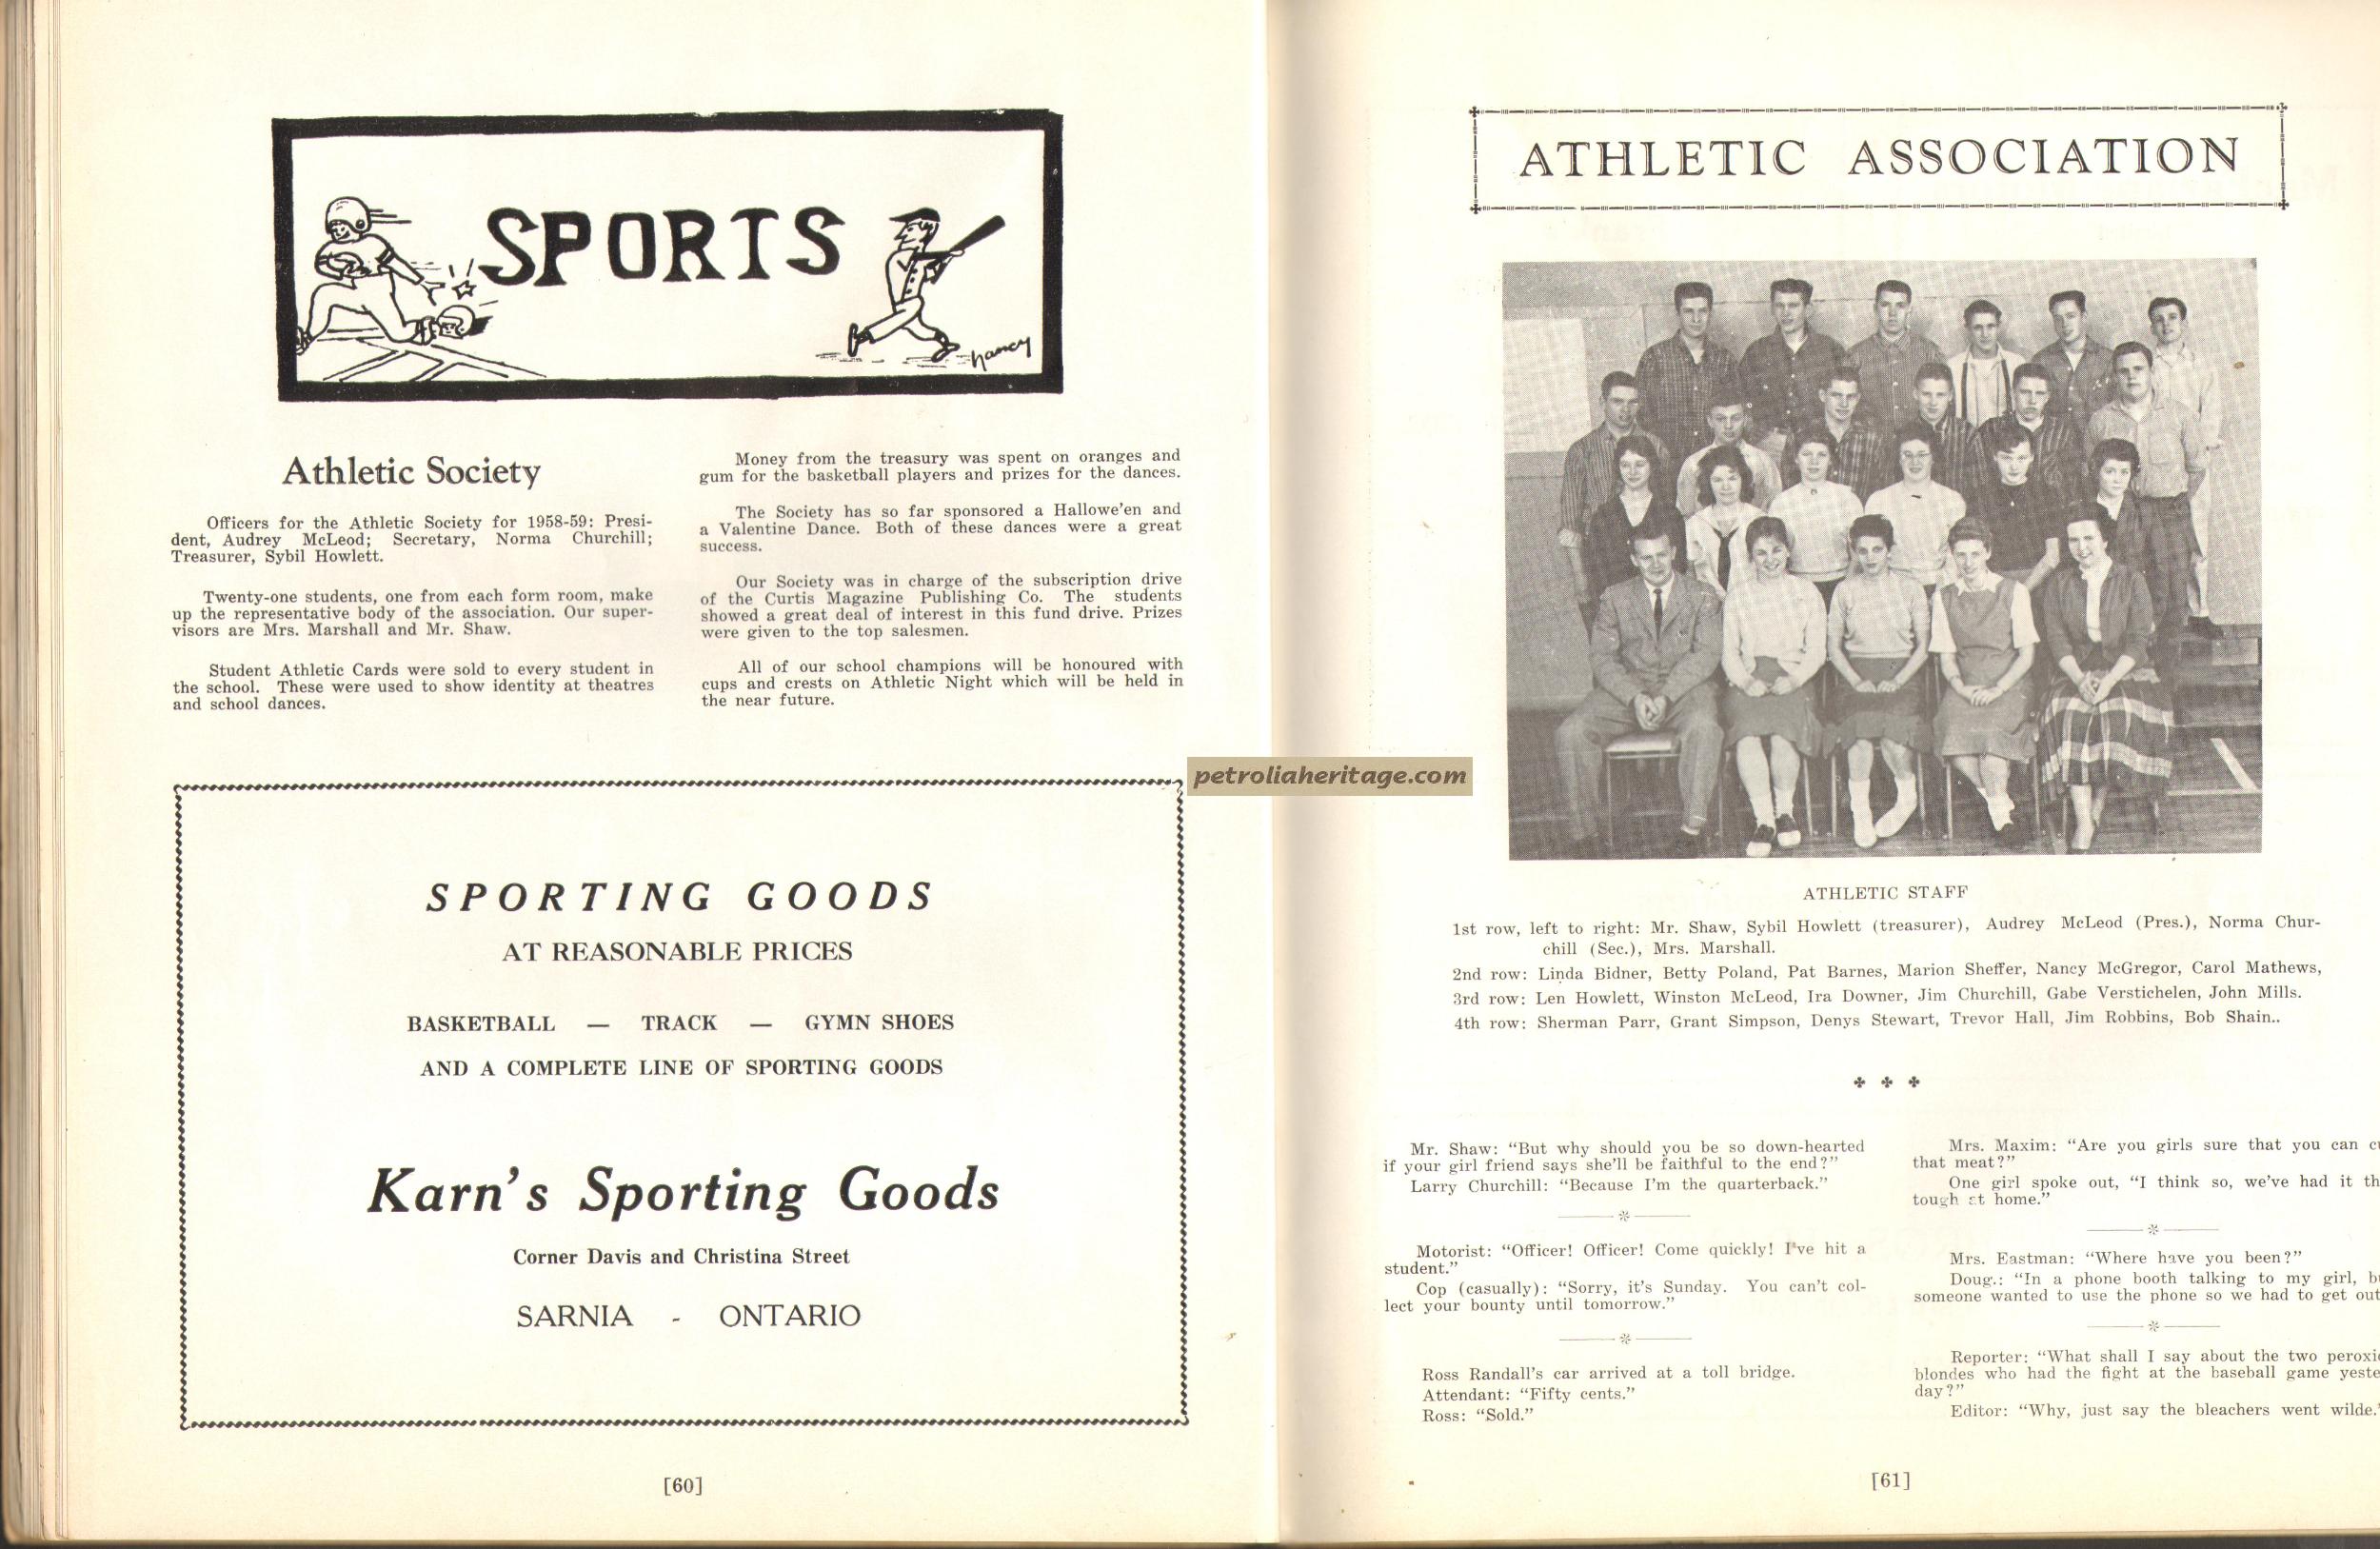 SPORTS
nancy
Athletic Society
Officers for the Athletic Society for 1958-59: Presi-
dent, Audrey McLeod; Secretary, Norma Churchill;
Treasurer, Sybil Howlett.
Twenty-one students, one from each form room, make
up the representative body of the association. Our super-
visors are Mrs. Marshall and Mr. Shaw.
Student Athletic Cards were sold to every student in
the school. These were used to show identity at theatres
and school dances.
Money from the treasury was spent on oranges and
gum for the basketball players and prizes for the dances.
The Society has so far sponsored a Hallowe'en and
a Valentine Dance. Both of these dances were a great
success.
Our Society was in charge of the subscription drive
of the Curtis Magazine Publishing Co. The students
showed a great deal of interest in this fund drive. Prizes
were given to the top salesmen.
All of our school champions will be honoured with
cups and crests on Athletic Night which will be held in
the near future.
SPORTING GOODS
AT REASONABLE PRICES
BASKETBALL — TRACK — GYMN SHOES
AND A COMPLETE LINE OF SPORTING GOODS
Karn's Sporting Goods
Corner Davis and Christina Street
SARNIA - ONTARIO
[60]
petroliaheritage.com
ATHLETIC ASSOCIATION
ATHLETIC STAFF
1st row, left to right: Mr. Shaw, Sybil Howlett (treasurer), Audrey McLeod (Pres.), Norma Chur-
chill (Sec.), Mrs. Marshall.
2nd row: Linda Bidner, Betty Poland, Pat Barnes, Marion Sheffer, Nancy McGregor, Carol Mathews,
3rd row: Len Howlett, Winston McLeod, Ira Downer, Jim Churchill, Gabe Verstichelen, John Mills.
4th row: Sherman Parr, Grant Simpson, Denys Stewart, Trevor Hall, Jim Robbins, Bob Shain..
Mr. Shaw: "But why should you be so down-hearted
if your girl friend says she'll be faithful to the end?"
Larry Churchill: "Because I'm the quarterback."
Motorist: "Officer! Officer! Come quickly! I've hit a
student."
Cop (casually): "Sorry, it's Sunday. You can't col-
lect your bounty until tomorrow."
Ross Randall's car arrived at a toll bridge.
Attendant: "Fifty cents."
Ross: "Sold."
Mrs. Maxim: "Are you girls sure that you can
that meat?"
One girl spoke out, "I think so, we've had it
tough at home."
Mrs. Eastman: "Where have you been?"
Doug.: "In a phone booth talking to my girl,
someone wanted to use the phone so we had to get out
Reporter: "What shall I say about the two
blondes who had the fight at the baseball game
day?"
Editor: "Why, just say the bleachers went wilde."
[61]